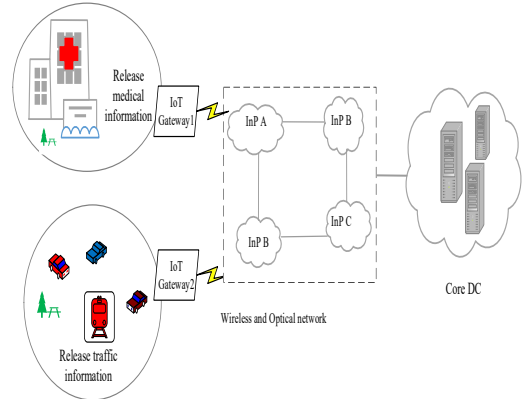 Release
medical
information
IoT
Gateway1
InP A
InP B
InP B
InP C
IoT
Gateway2
Core DC
Wireless and Optical network
Release traffic
information